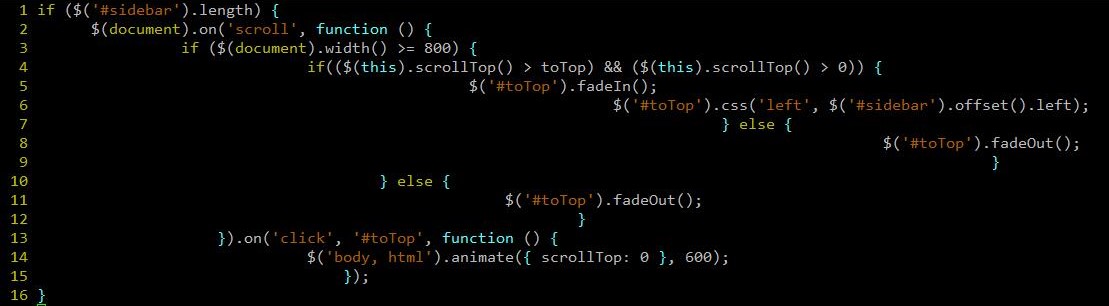 1 if ($('#sidebar').length) {
2 $(document).on('scroll', function () {
3 if ($(document).width() >= 800) {
4 if(($(this).scrollTop() > toTop) && ($(this).scrollTop() > 0)) {
5 $('#toTop').fadeIn();
6 $('#toTop').css('left', $('#sidebar').offset().left);
7 } else {
8 $('#toTop').fadeOut();
9 }
10 } else {
11 $('#toTop').fadeOut();
12 }
13 }).on('click', '#toTop', function () {
14 $('body, html').animate({ scrollTop: 0 }, 600);
15 });
16 }